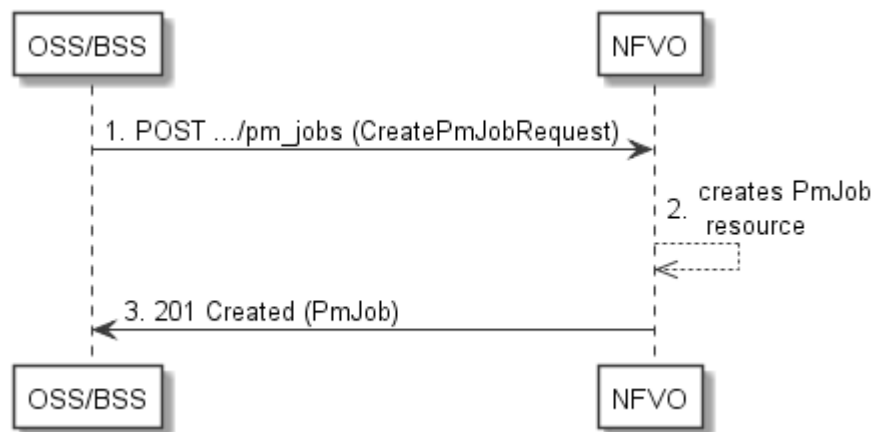 OSS/BSS
NFVO
1. POST .../pm_jobs (CreatePmJobRequest)
2. creates PmJob
resource
3. 201 Created (PmJob)
OSS/BSS
NFVO